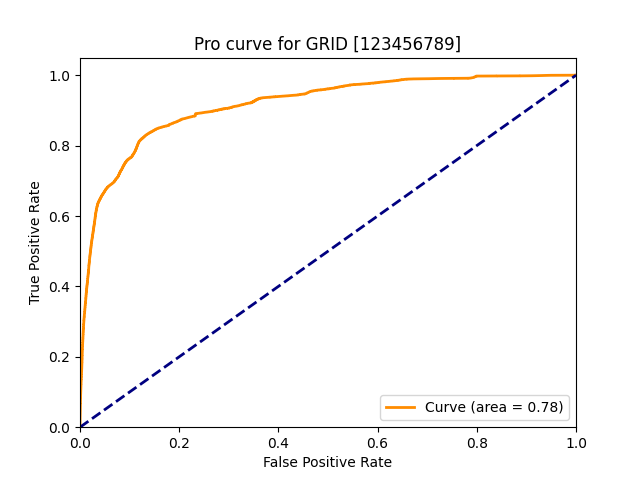 Pro curve for GRID [123456789]
1.0
0.8
0.6
0.4
0.2
0.0
True Positive Rate
Curve (area = 0.78)
0.0 0.2 0.4 0.6 0.8 1.0
False Positive Rate